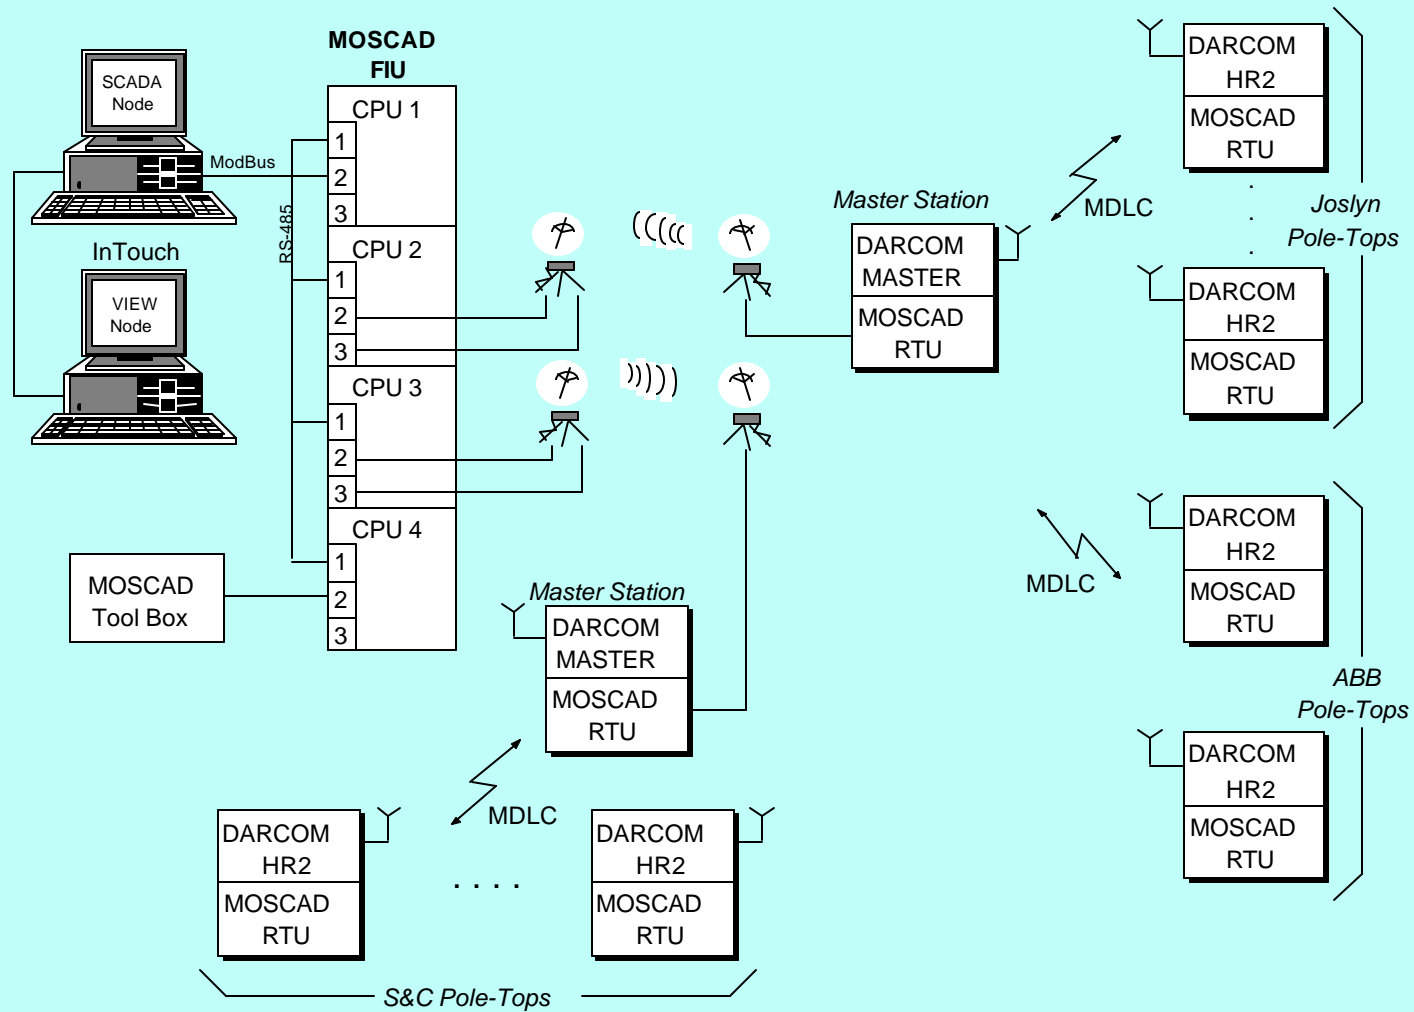 MOSCAD
FIU
SCADA
Node
ModBus
InTouch
VIEW
Node
RS-485
CPU 1
1
2
3
CPU 2
1
2
3
CPU 3
1
2
3
CPU 4
1
2
3
MOSCAD
Tool Box
Master Station
DARCOM
MASTER
MOSCAD
RTU
MDLC
DARCOM
HR2
MOSCAD
RTU
Joslyn
Pole-Tops
DARCOM
HR2
MOSCAD
RTU
MDLC
DARCOM
HR2
MOSCAD
RTU
ABB
Pole-Tops
DARCOM
HR2
MOSCAD
RTU
Master Station
DARCOM
MASTER
MOSCAD
RTU
MDLC
DARCOM
HR2
MOSCAD
RTU
. . . .
DARCOM
HR2
MOSCAD
RTU
S&C Pole-Tops